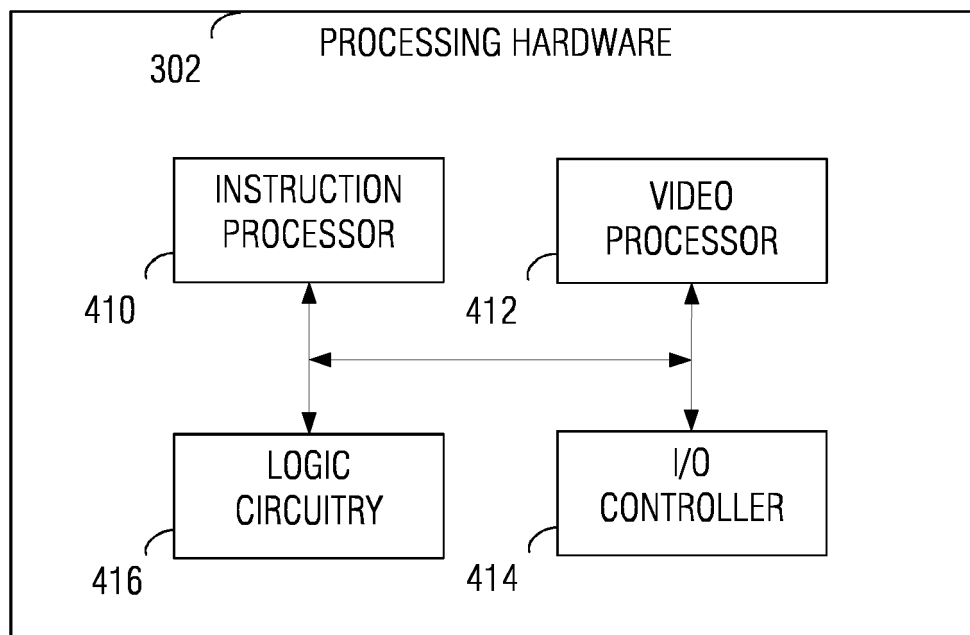 PROCESSING HARDWARE
302
INSTRUCTION
PROCESSOR
410
VIDEO
PROCESSOR
412
LOGIC
CIRCUITRY
416
I/O
CONTROLLER
414